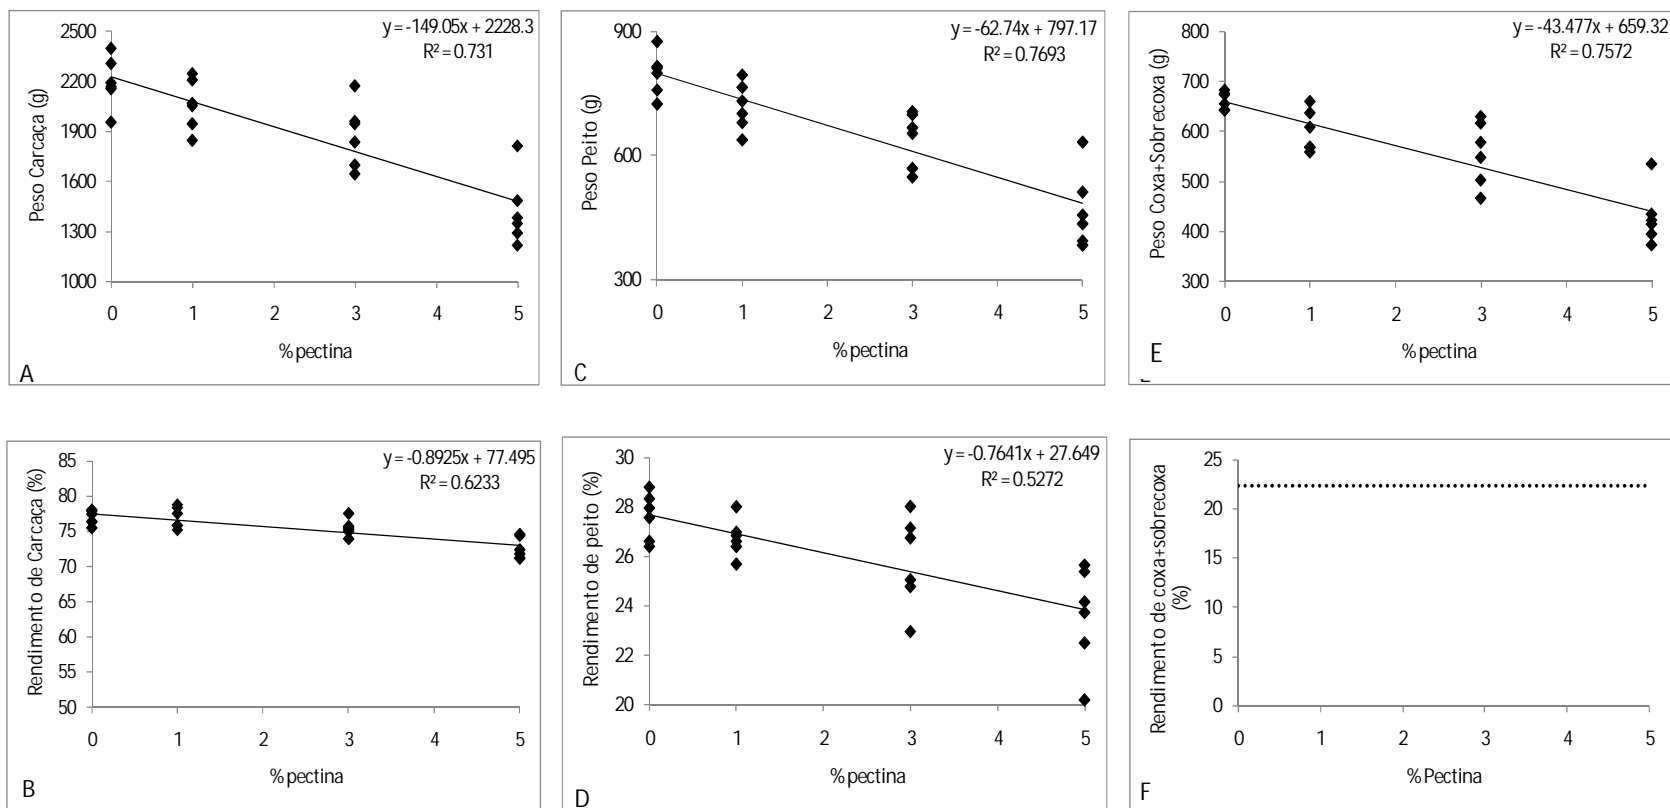 y = -149.05x + 2228.3
R² = 0.731
Peso Carcaça (g)
2500
2200
1900
1600
1300
1000
0 1 2 3 4 5
% pectina
A
y = -62.74x + 797.17
R² = 0.7693
Peso Peito (g)
900
600
300
0 1 2 3 4 5
% pectina
C
y = -43.477x + 659.32
R² = 0.7572
Peso Coxa+Sobrecoxa (g)
800
700
600
500
400
300
0 1 2 3 4 5
% pectina
E
y = -0.8925x + 77.495
R² = 0.6233
Rendimento de Carcaça (%)
85
80
75
70
65
60
55
50
0 1 2 3 4 5
% pectina
B
y = -0.7641x + 27.649
R² = 0.5272
Rendimento de peito (%)
30
28
26
24
22
20
0 1 2 3 4 5
% pectina
D
Rendimento de coxa+sobrecoxa
(%)
25
20
15
10
5
0
0 1 2 3 4 5
% Pectina
F